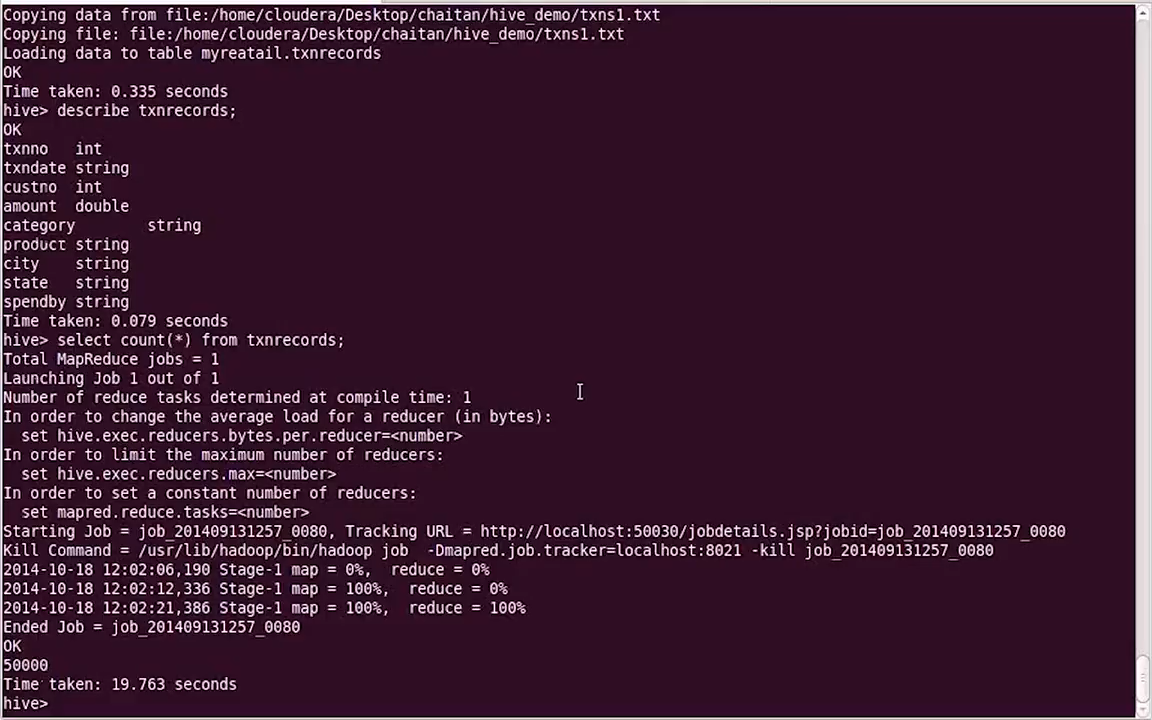 Copying data from file:/home/cloudera/Desktop/chaitan/hive_demo/txns1.txt
Copying file: file:/home/cloudera/Desktop/chaitan/hive_demo/txns1.txt
Loading data to table myreatail.txnrecords
OK
Time taken: 0.335 seconds
hive> describe txnrecords;
OK
txnno   int
txndate string
custno  int
amount  double
category        string
product string
city    string
state   string
spendby string
Time taken: 0.079 seconds
hive> select count(*) from txnrecords;
Total MapReduce jobs = 1
Launching Job 1 out of 1
Number of reduce tasks determined at compile time: 1
In order to change the average load for a reducer (in bytes):
  set hive.exec.reducers.bytes.per.reducer=<number>
In order to limit the maximum number of reducers:
  set hive.exec.reducers.max=<number>
In order to set a constant number of reducers:
  set mapred.reduce.tasks=<number>
Starting Job = job_201409131257_0080, Tracking URL = http://localhost:50030/jobdetails.jsp?jobid=job_201409131257_0080
Kill Command = /usr/lib/hadoop/bin/hadoop job  -Dmapred.job.tracker=localhost:8021 -kill job_201409131257_0080
2014-10-18 12:02:06,190 Stage-1 map = 0%,  reduce = 0%
2014-10-18 12:02:12,336 Stage-1 map = 100%,  reduce = 0%
2014-10-18 12:02:21,386 Stage-1 map = 100%,  reduce = 100%
Ended Job = job_201409131257_0080
OK
50000
Time taken: 19.763 seconds
hive>